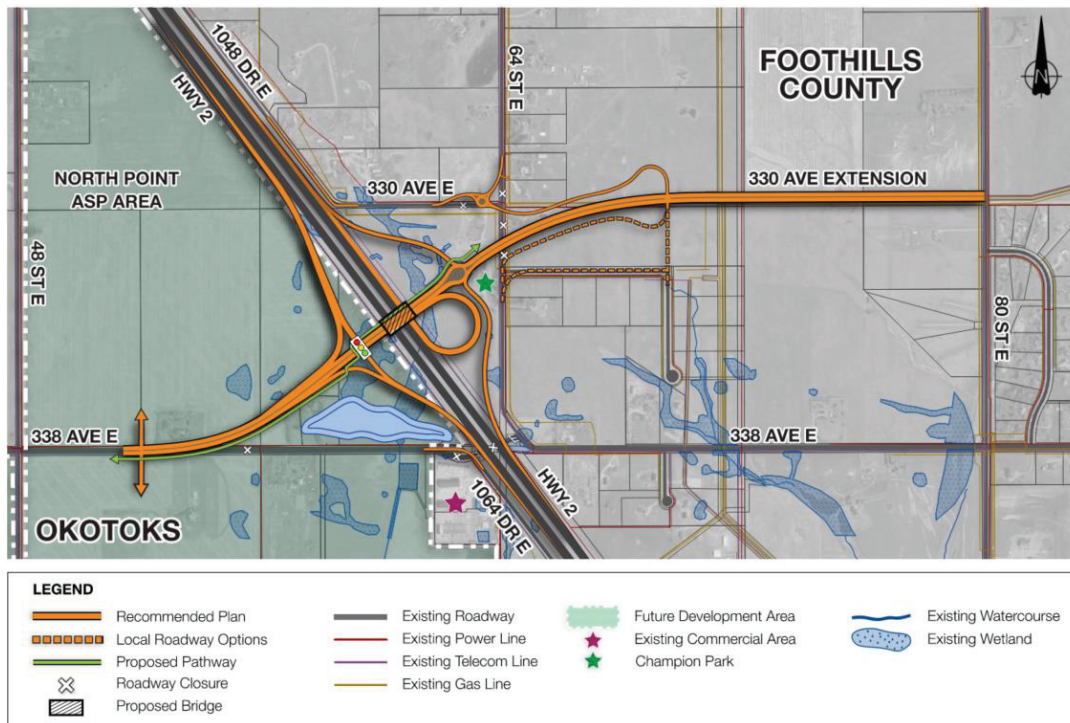 1048 DR E
HWY 2
64 ST E
FOOTHILLS
COUNTY
N
NORTH POINT
ASP AREA
330 AVE E
330 AVE EXTENSION
48 ST E
80 ST E
338 AVE E
338 AVE E
OKOTOKS
1064 DR E
HWY 2
LEGEND
Recommended Plan
Local Roadway Options
Proposed Pathway
Roadway Closure
Proposed Bridge
Existing Roadway
Existing Power Line
Existing Telecom Line
Existing Gas Line
Future Development Area
Existing Commercial Area
Champion Park
Existing Watercourse
Existing Wetland